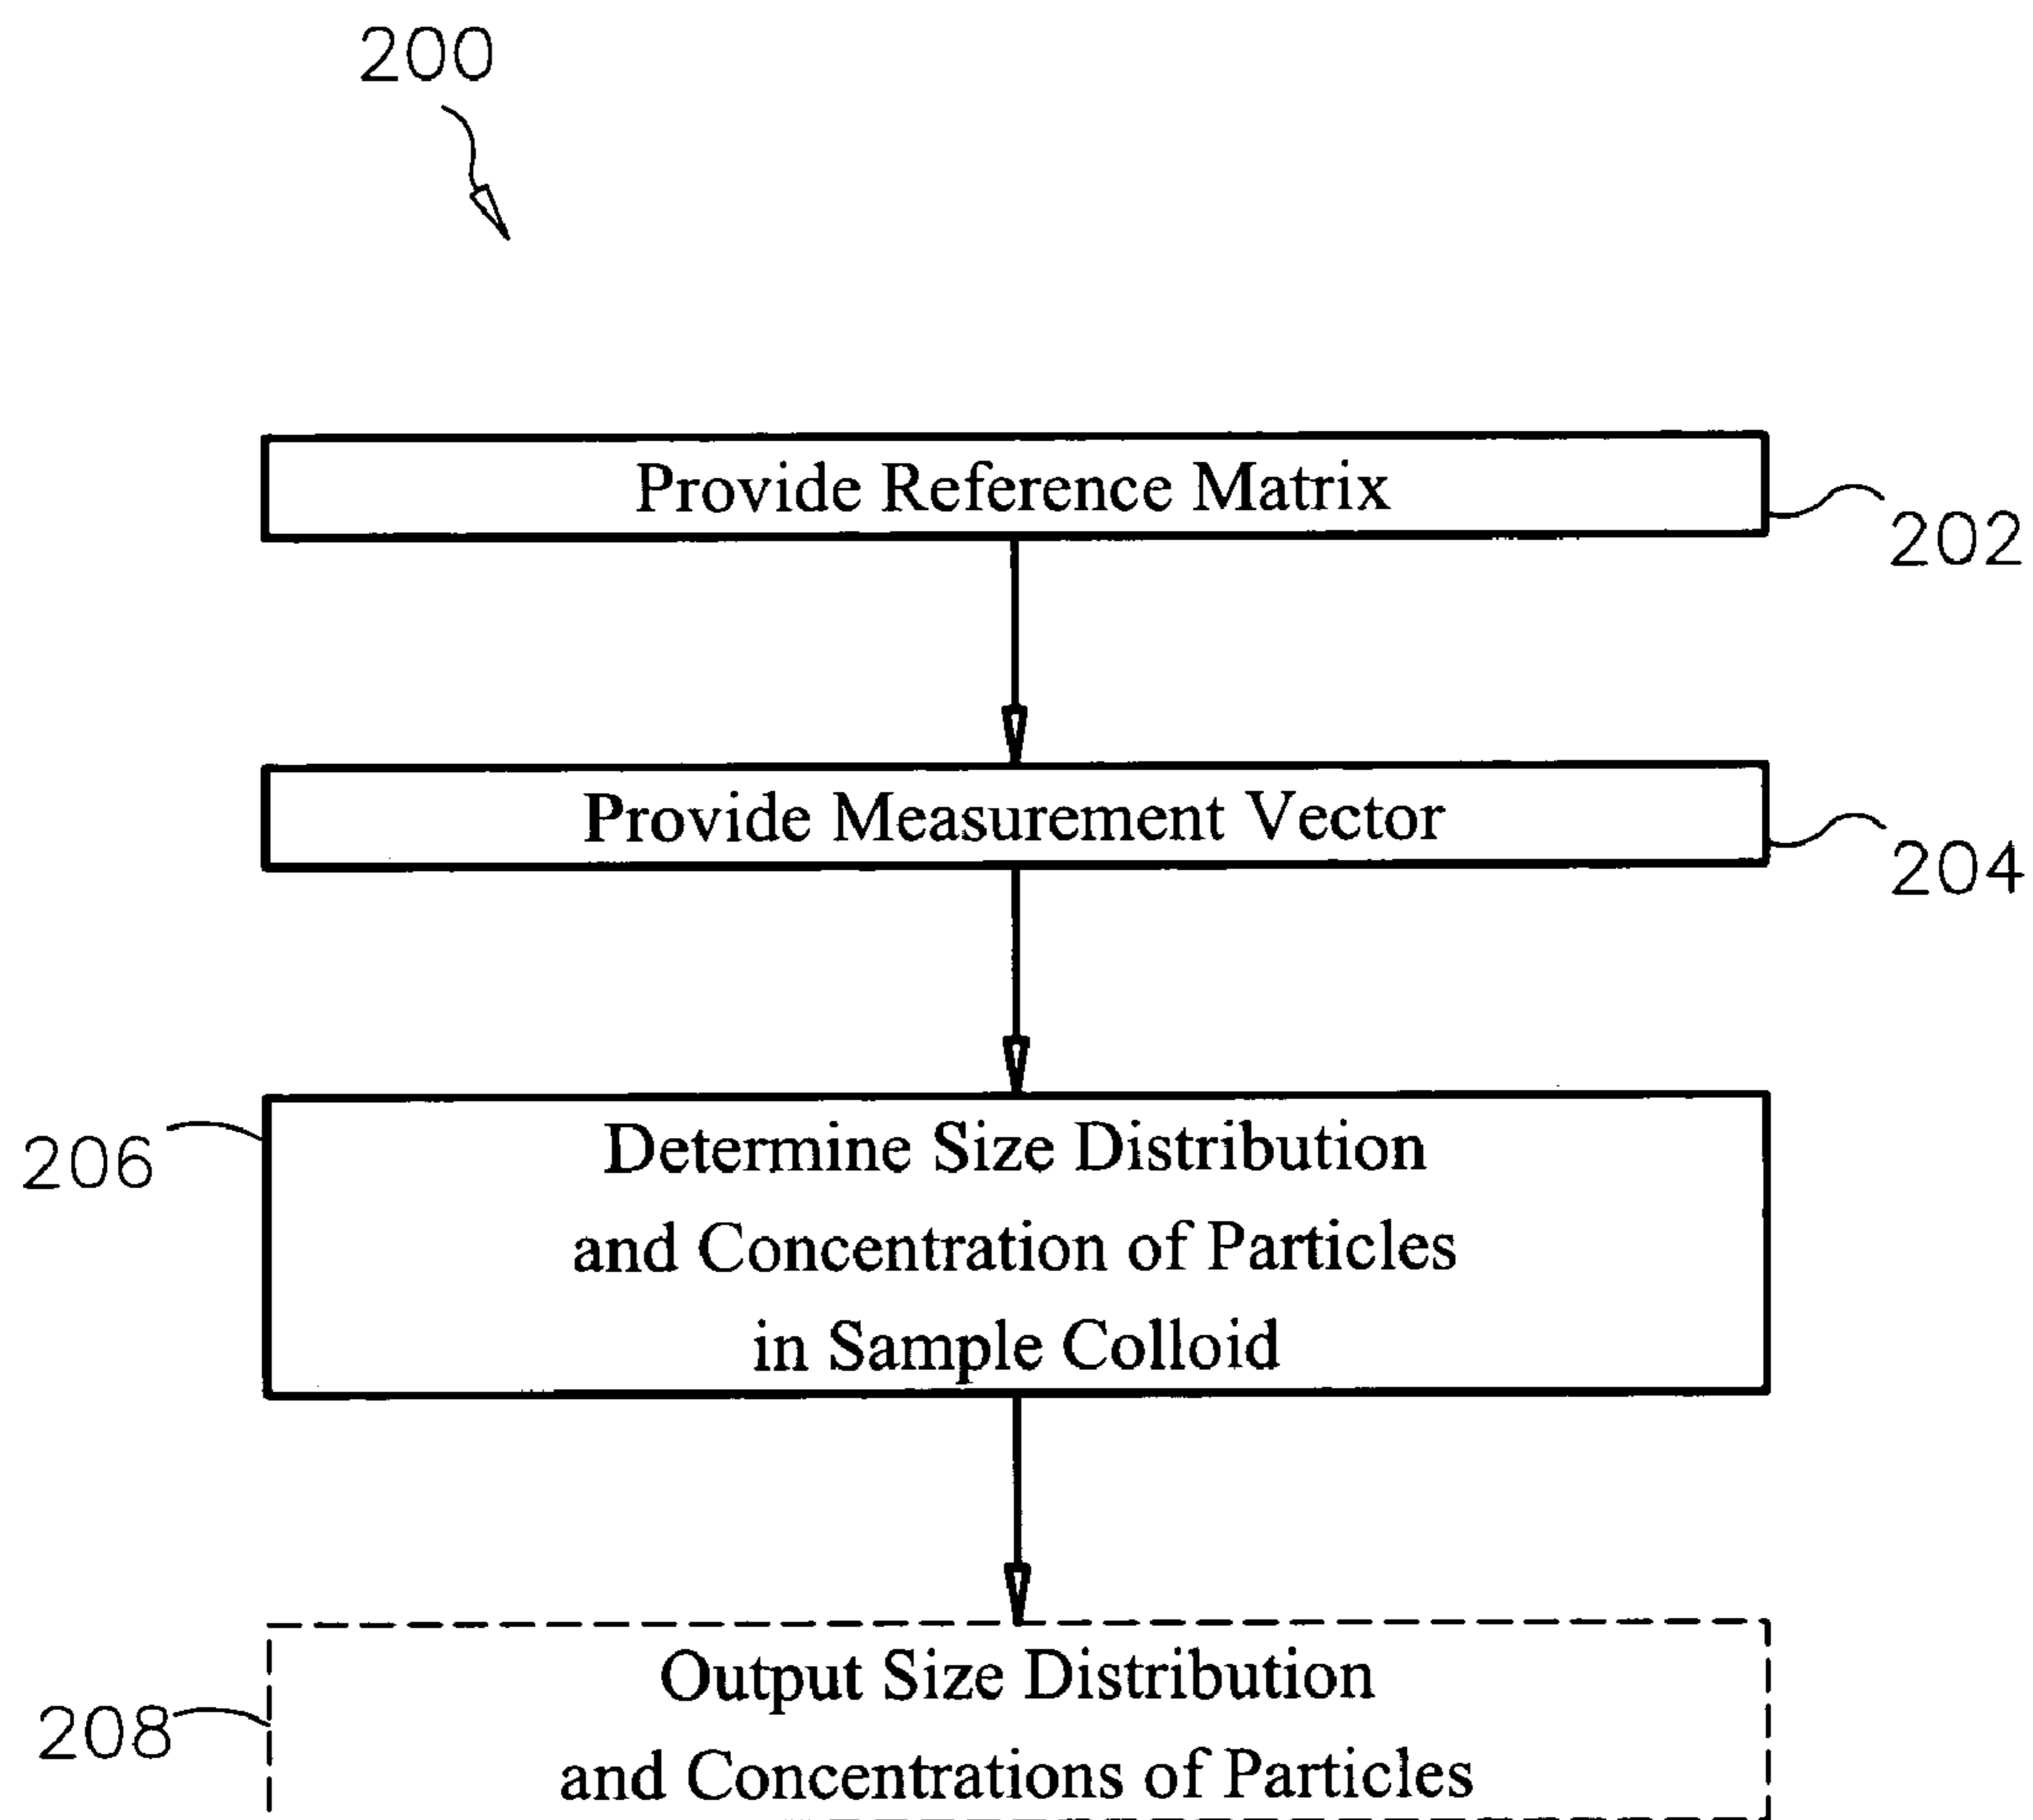 200
Provide Reference Matrix
202
Provide Measurement Vector
204
206
Determine Size Distribution
and Concentration of Particles
in Sample Colloid
208
Output Size Distribution
and Concentrations of Particles